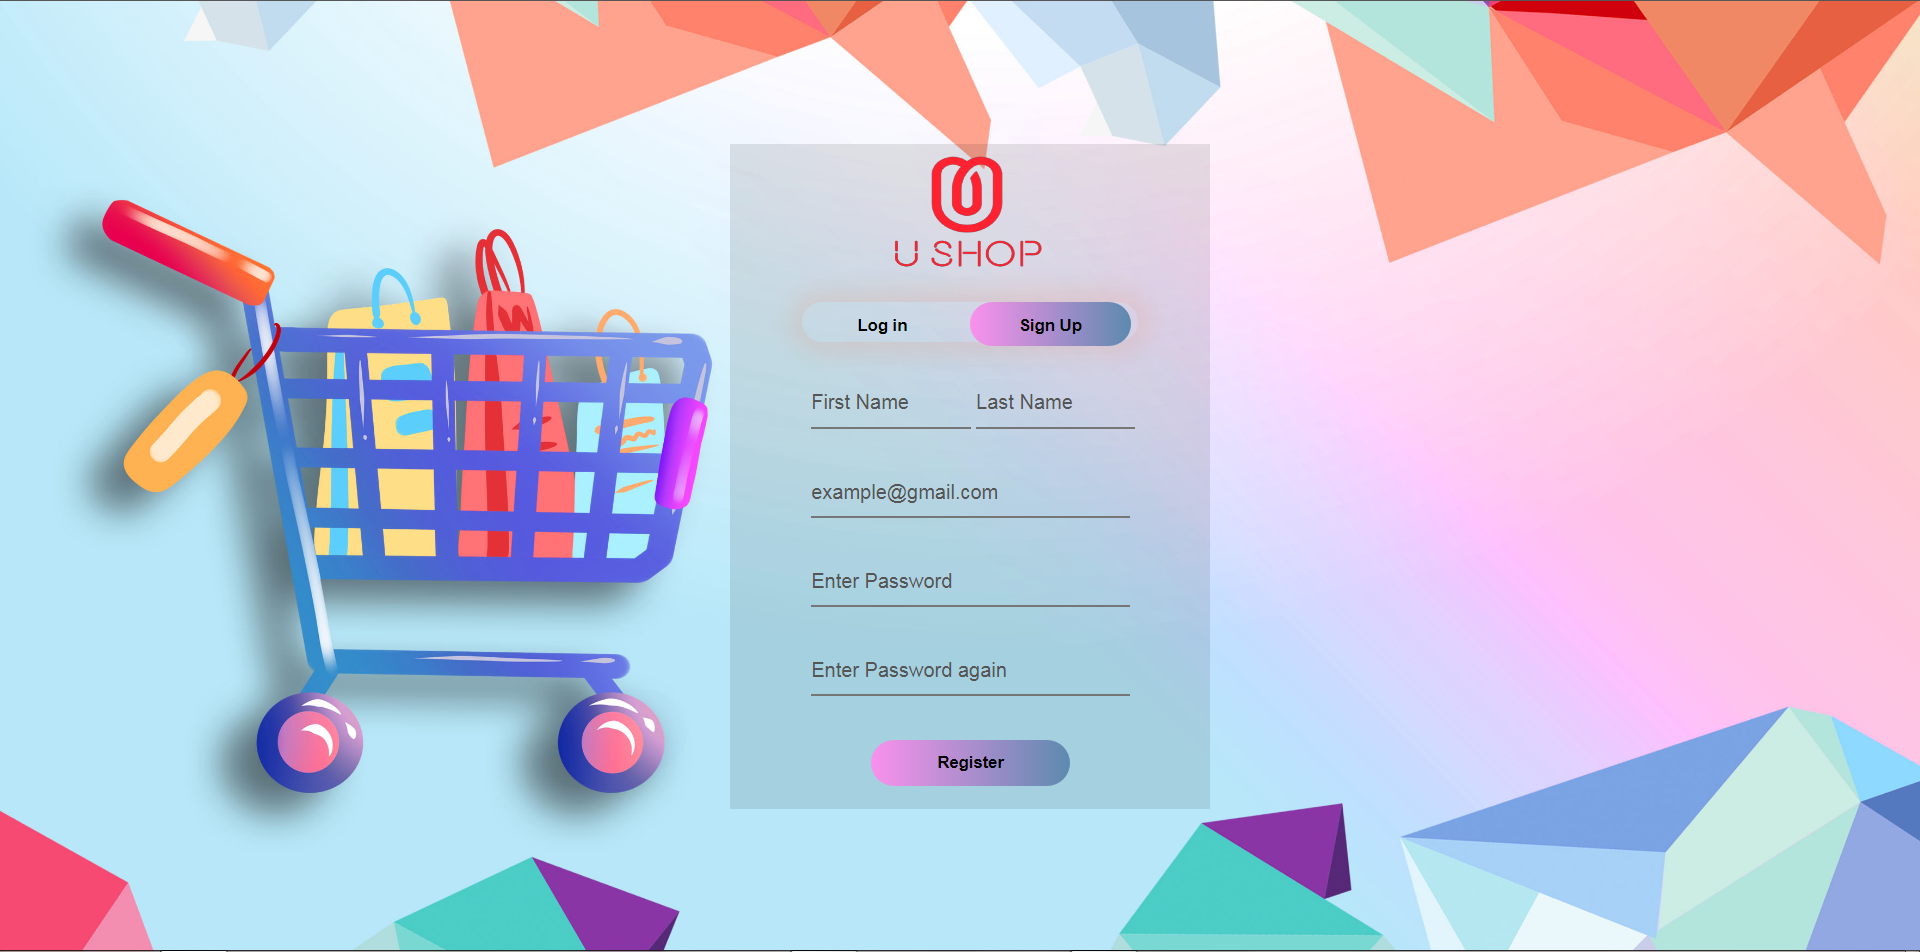 U SHOP
Log in Sign Up
First Name Last Name
example@gmail.com
Enter Password
Enter Password again
Register